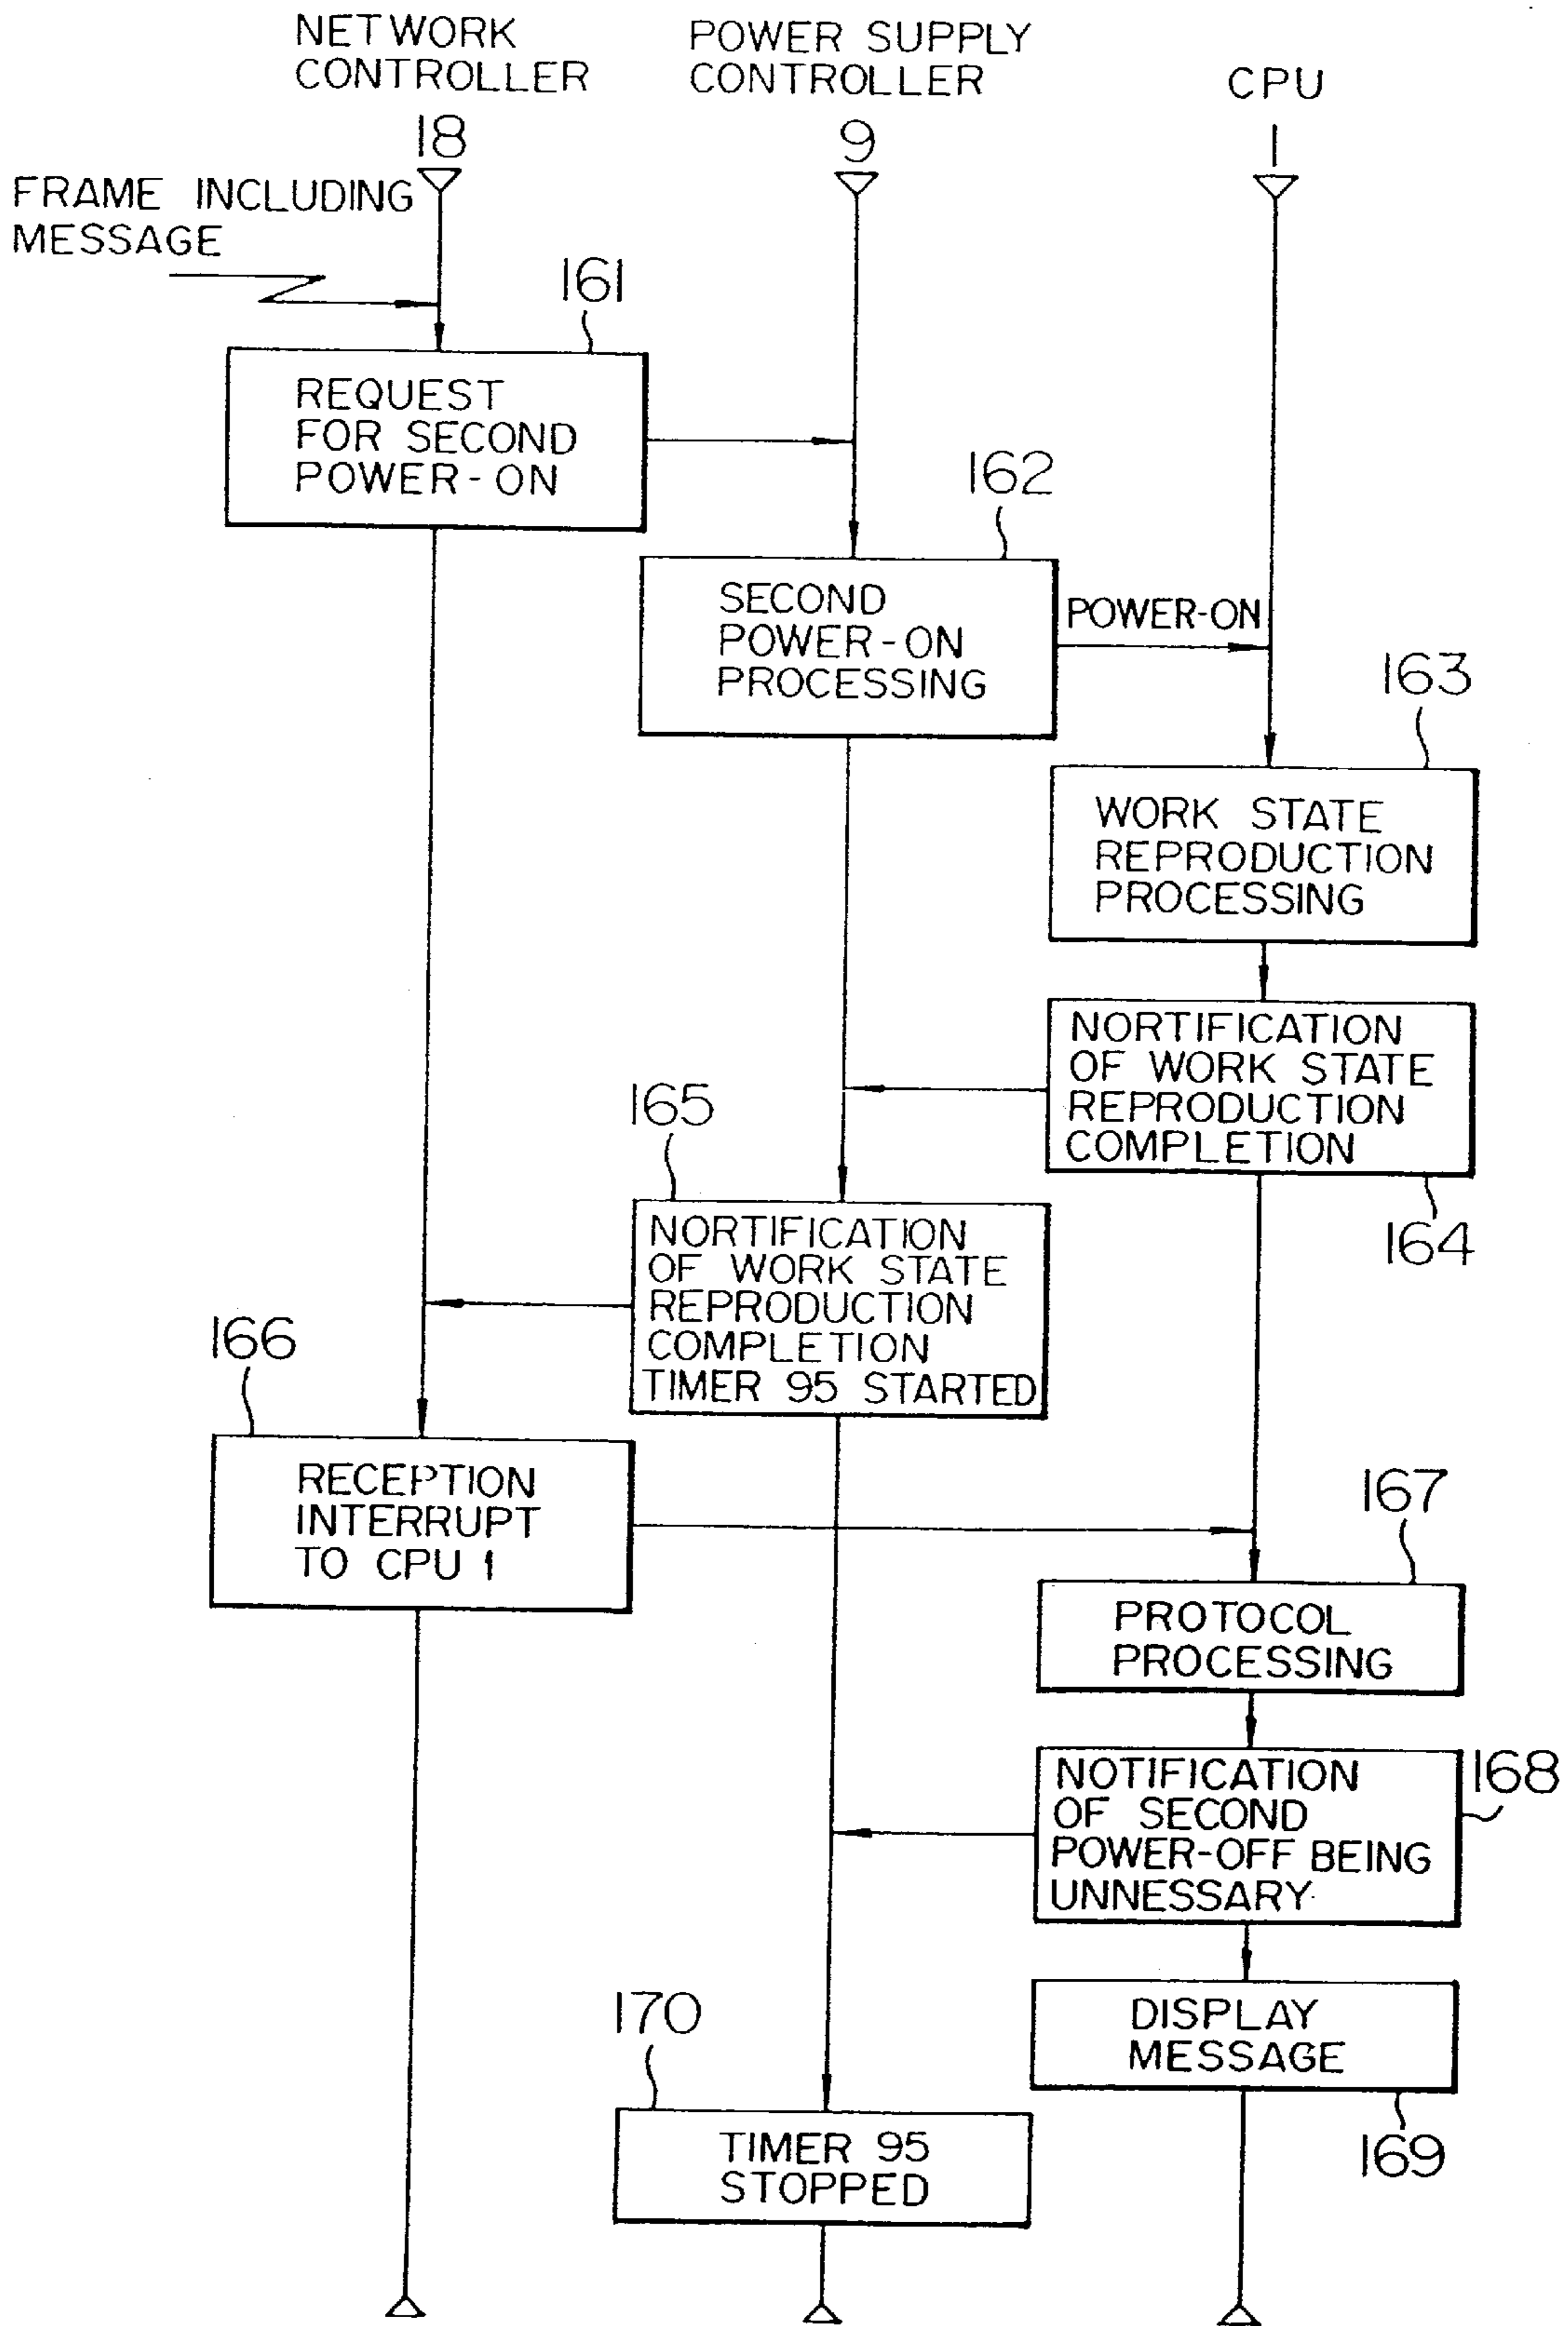 NETWORK
CONTROLLER
18
POWER SUPPLY
CONTROLLER
9
CPU
1
FRAME INCLUDING
MESSAGE
161
REQUEST
FOR SECOND
POWER-ON
162
SECOND
POWER-ON
PROCESSING
POWER-ON
163
WORK STATE
REPRODUCTION
PROCESSING
NORTIFICATION
OF WORK STATE
REPRODUCTION
COMPLETION
164
165
NORTIFICATION
OF WORK STATE
REPRODUCTION
COMPLETION
TIMER 95 STARTED
166
RECEPTION
INTERRUPT
TO CPU 1
167
PROTOCOL
PROCESSING
168
NOTIFICATION
OF SECOND
POWER-OFF BEING
UNNESSARY
DISPLAY
MESSAGE
169
170
TIMER 95
STOPPED